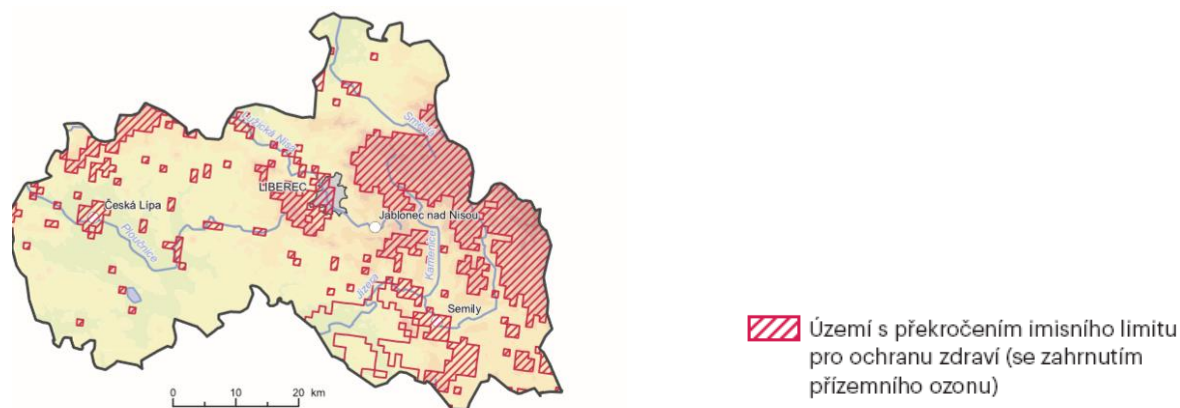 Smědá
Lužická Nisa
LIBEREC
Česká Lípa
Jablonec nad Nisou
Ploučnice
Kamenice
Jizera
Semily
0 10 20 km
Území s překročením imisního limitu
pro ochranu zdraví (se zahrnutím
přízemního ozonu)